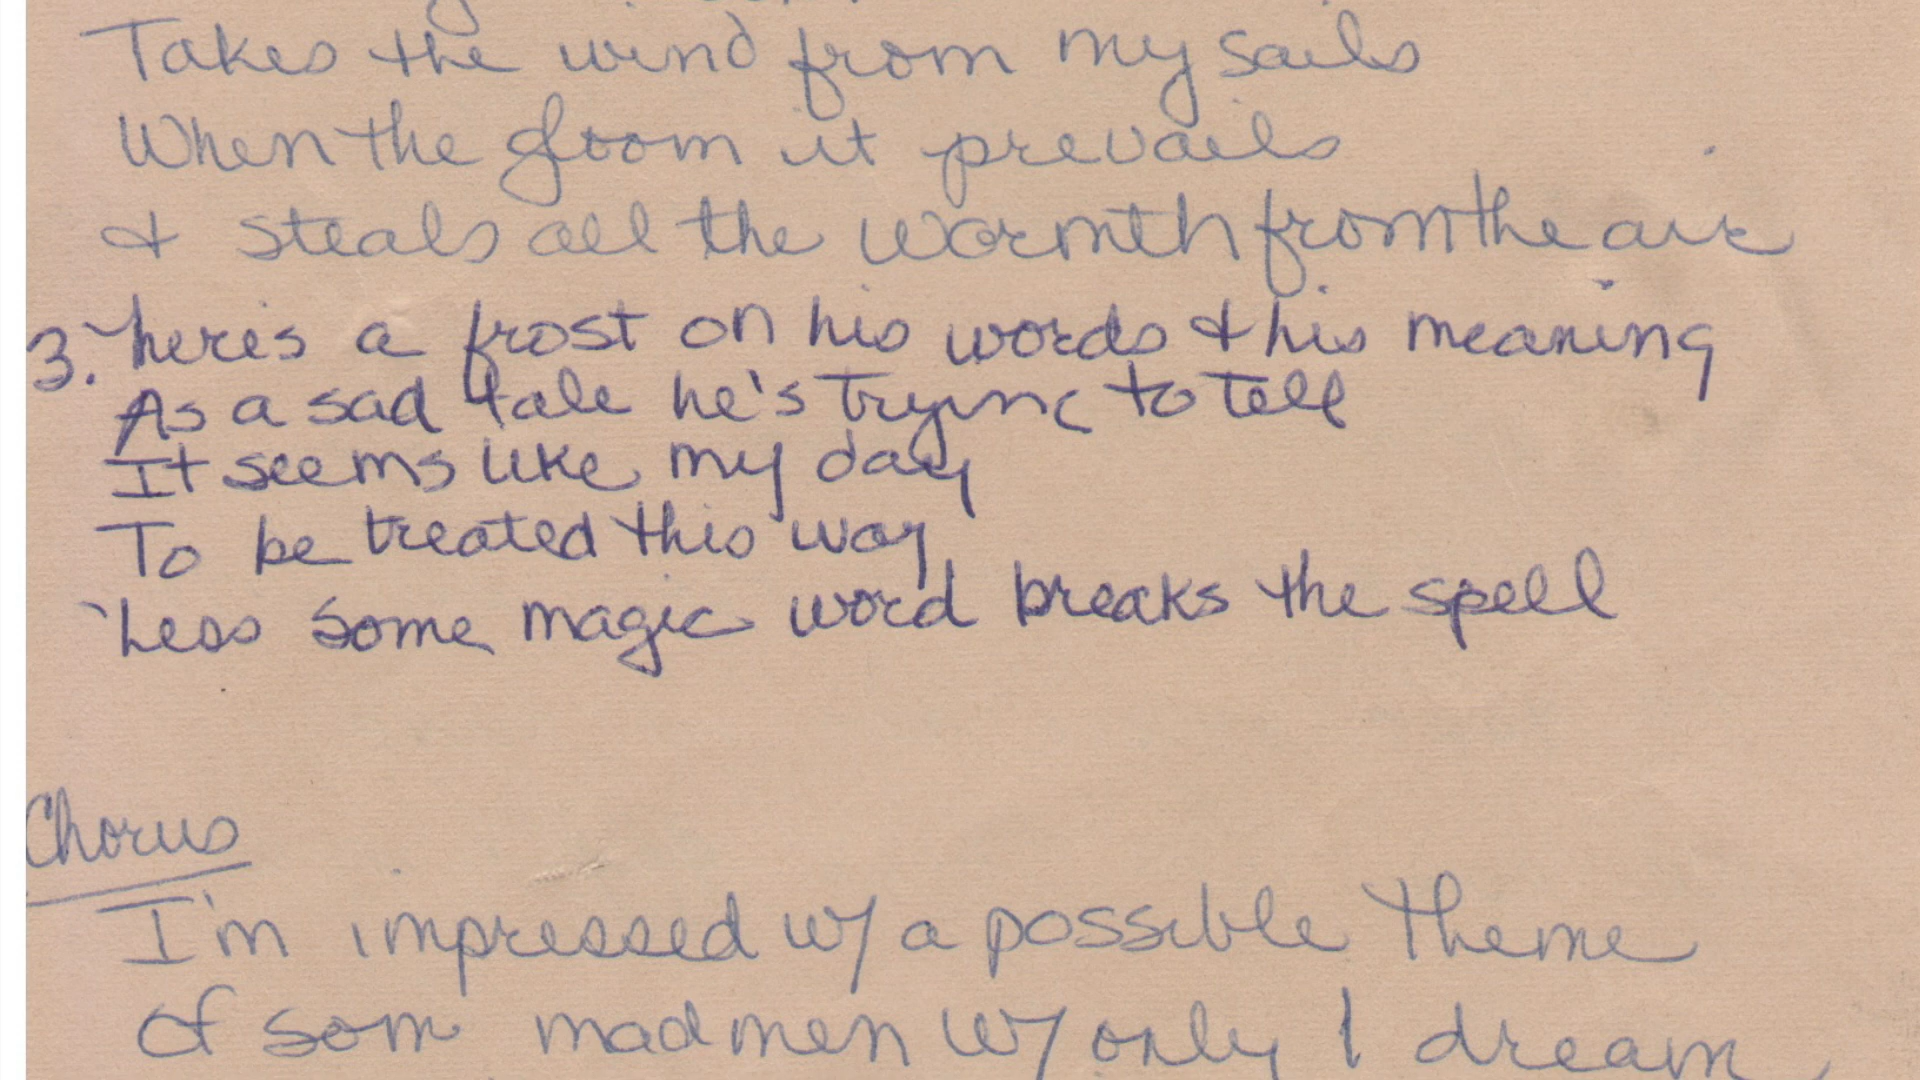 Takes the wind from my sails
When the gloom it prevails
& steals all the warmth from the air
3. There's a frost on his words & his meaning
As a sad tale he's trying to tell
It seems like my day
To be treated this way
'Less some magic word breaks the spell
Chorus
I'm impressed w/ a possible theme
Of som madmen w/ only 1 dream